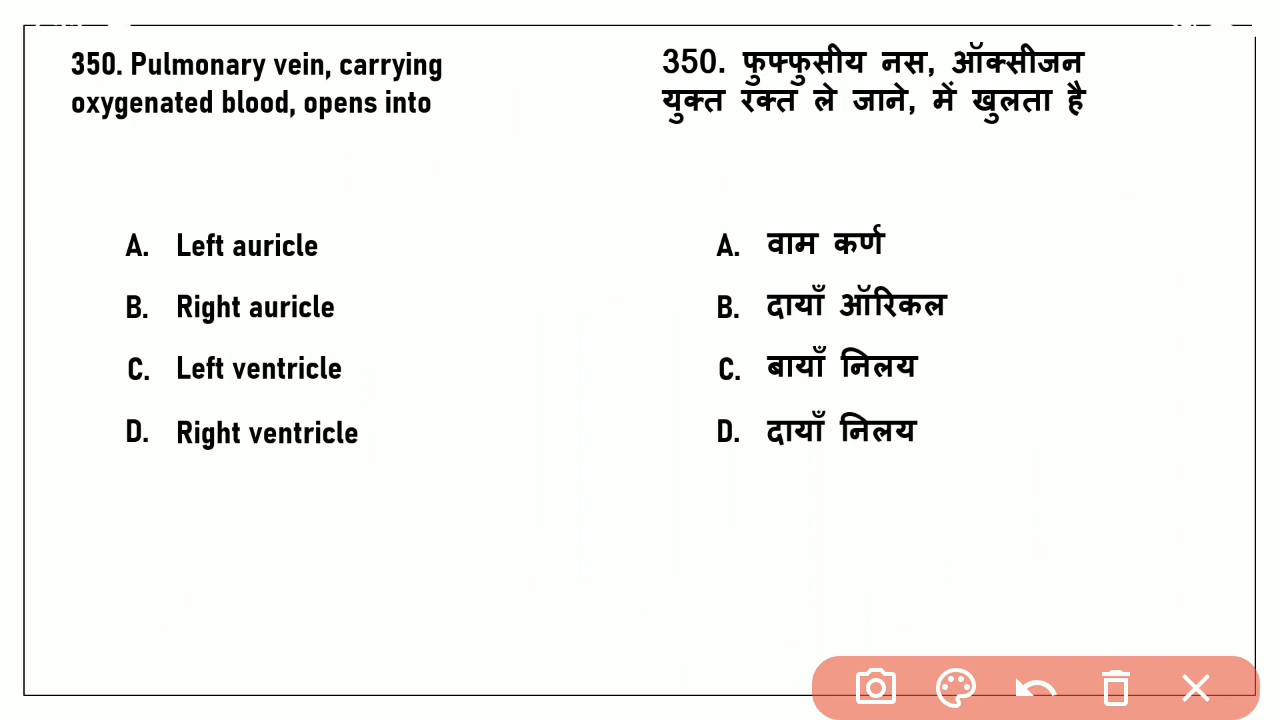 350. Pulmonary vein, carrying
oxygenated blood, opens into
A. Left auricle
B. Right auricle
C. Left ventricle
D. Right ventricle
350. फुफ्फुसीय नस, ऑक्सीजन
युक्त रक्त ले जाने, में खुलता है
A. वाम कर्ण
B. दायाँ ऑरिकल
C. बायाँ निलय
D. दायाँ निलय